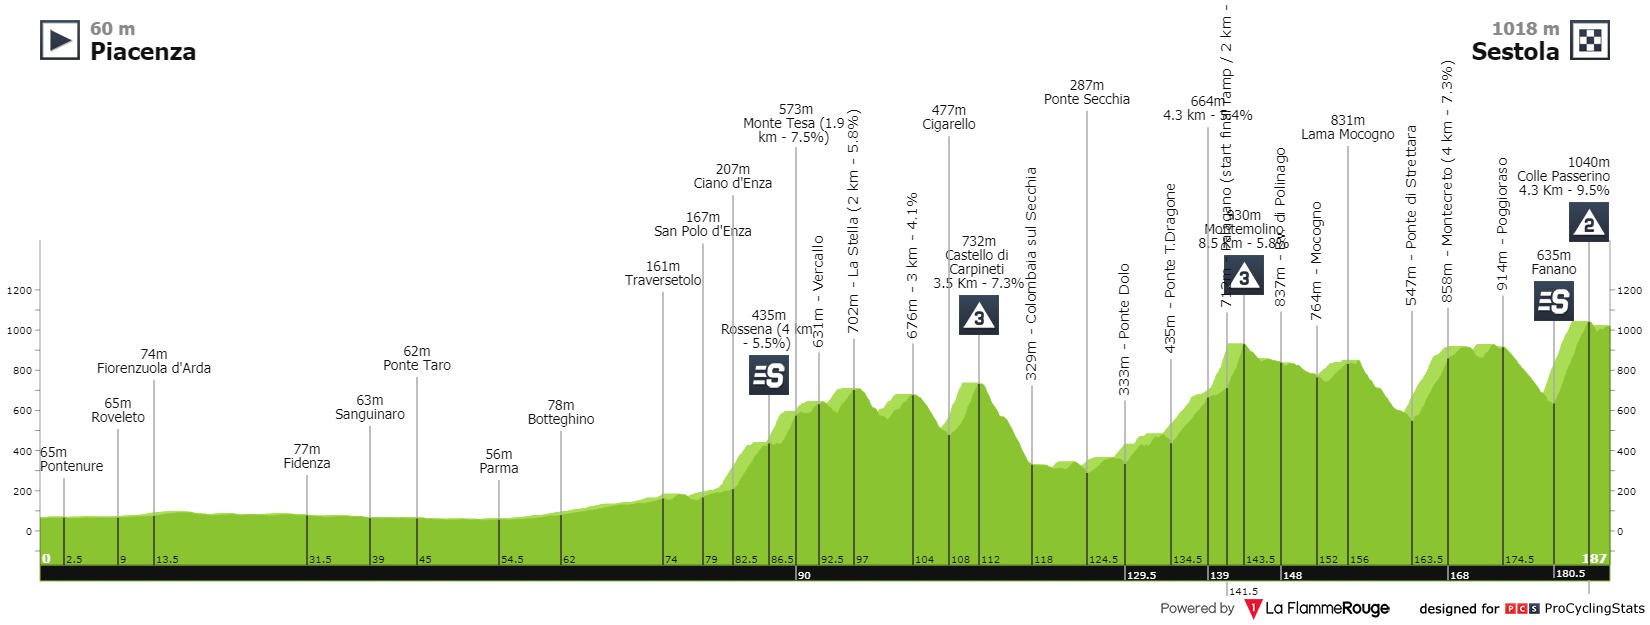 60 m
Piacenza
1018 m
Sestola
65m
Pontenure
65m
Roveleto
74m
Fiorenzuola d'Arda
77m
Fidenza
63m
Sanguinaro
62m
Ponte Taro
56m
Parma
78m
Botteghino
161m
Traversetolo
167m
San Polo d'Enza
207m
Ciano d'Enza
435m
Rossena (4 km
- 5.5%)
573m
Monte Tesa (1.9
km - 7.5%)
631m - Vercallo
702m - La Stella (2 km - 5.8%)
676m - 3 km - 4.1%
477m
Cigarello
732m
Castello di
Carpineti
3.5 Km - 7.3%
3
329m - Colombaia sul Secchia
287m
Ponte Secchia
333m - Ponte Dolo
435m - Ponte T.Dragone
664m
4.3 km - 5.4%
(start final ramp / 2 km -
930m
Montemolino
8.5 Km - 5.8%
3
837m - di Polinago
764m - Mocogno
831m
Lama Mocogno
547m - Ponte di Strettara
858m - Montecreto (4 km - 7.3%)
914m - Poggioraso
635m
Fanano
1040m
Colle Passerino
4.3 Km - 9.5%
2
S
S
1200
1000
800
600
400
200
0
1200
1000
800
600
400
200
0
0 2.5 9 13.5 31.5 39 45 54.5 62 74 79 82.5 86.5 92.5 97 104 108 112 118 124.5 134.5 143.5 152 156 163.5 174.5 187
90 129.5 139 148 168 180.5
141.5
Powered by La FlammeRouge designed for PCS ProCyclingStats